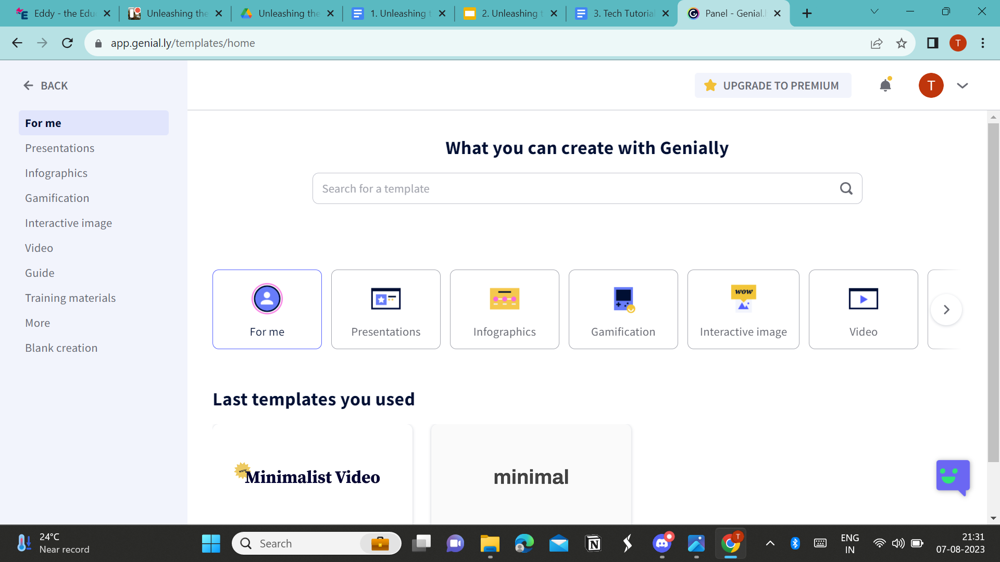 Eddy - the Edu
Unleashing the
Unleashing the
1. Unleashing t
2. Unleashing t
3. Tech Tutorial
Panel - Genial.l
app.genial.ly/templates/home
T
BACK
UPGRADE TO PREMIUM
T
For me
Presentations
Infographics
Gamification
Interactive image
Video
Guide
Training materials
More
Blank creation
What you can create with Genially
Search for a template
wow
For me
Presentations
Infographics
Gamification
Interactive image
Video
Last templates you used
wow
Minimalist Video
minimal
24°C
Near record
Search
T
ENG
IN
21:31
07-08-2023